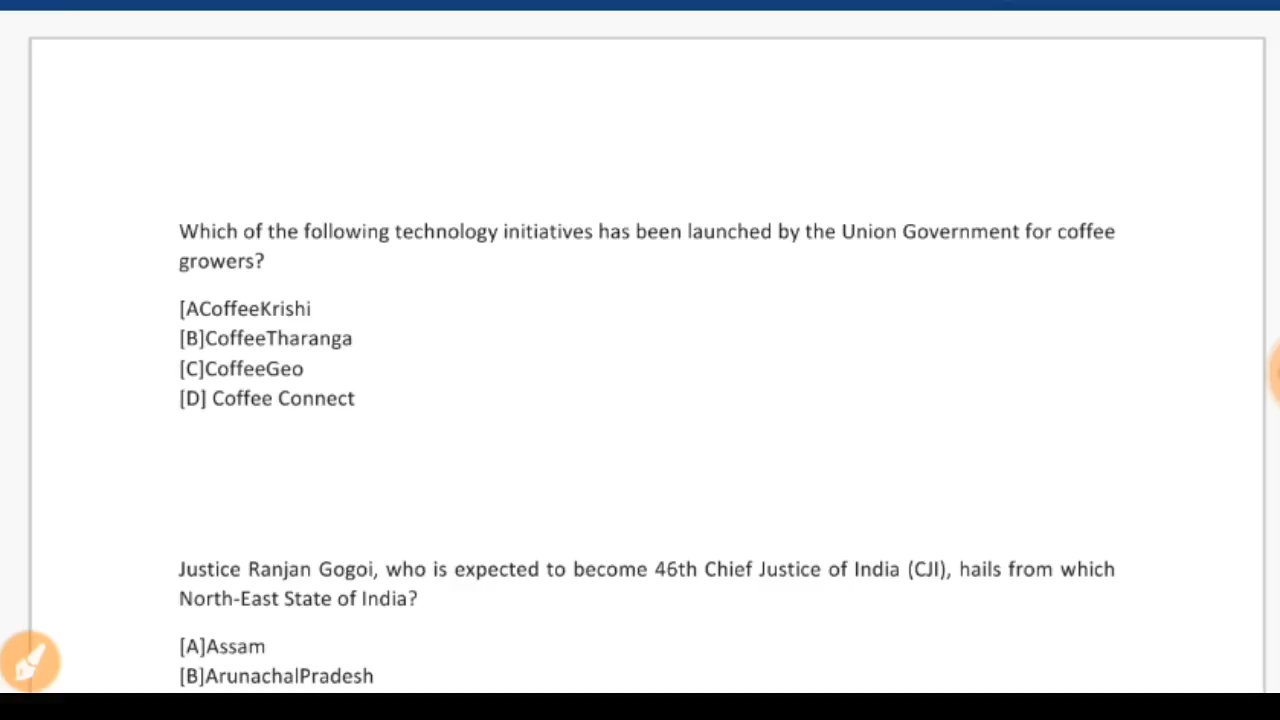 Which of the following technology initiatives has been launched by the Union Government for coffee
growers?
[ACoffeeKrishi
[B]CoffeeTharanga
[C]CoffeeGeo
[D] Coffee Connect
Justice Ranjan Gogoi, who is expected to become 46th Chief Justice of India (CJI), hails from which
North-East State of India?
[A]Assam
[B]ArunachalPradesh